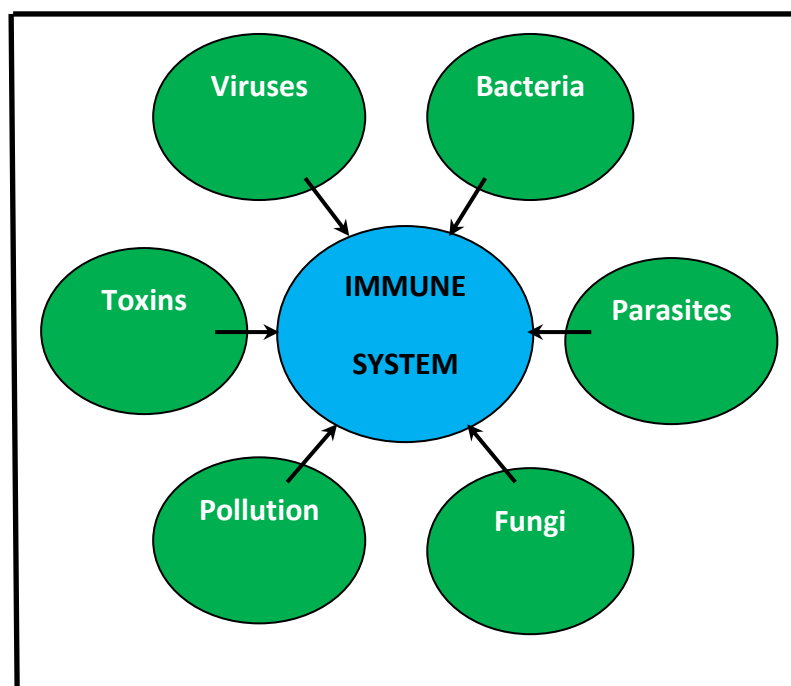 Viruses
Bacteria
IMMUNE
SYSTEM
Toxins
Parasites
Pollution
Fungi